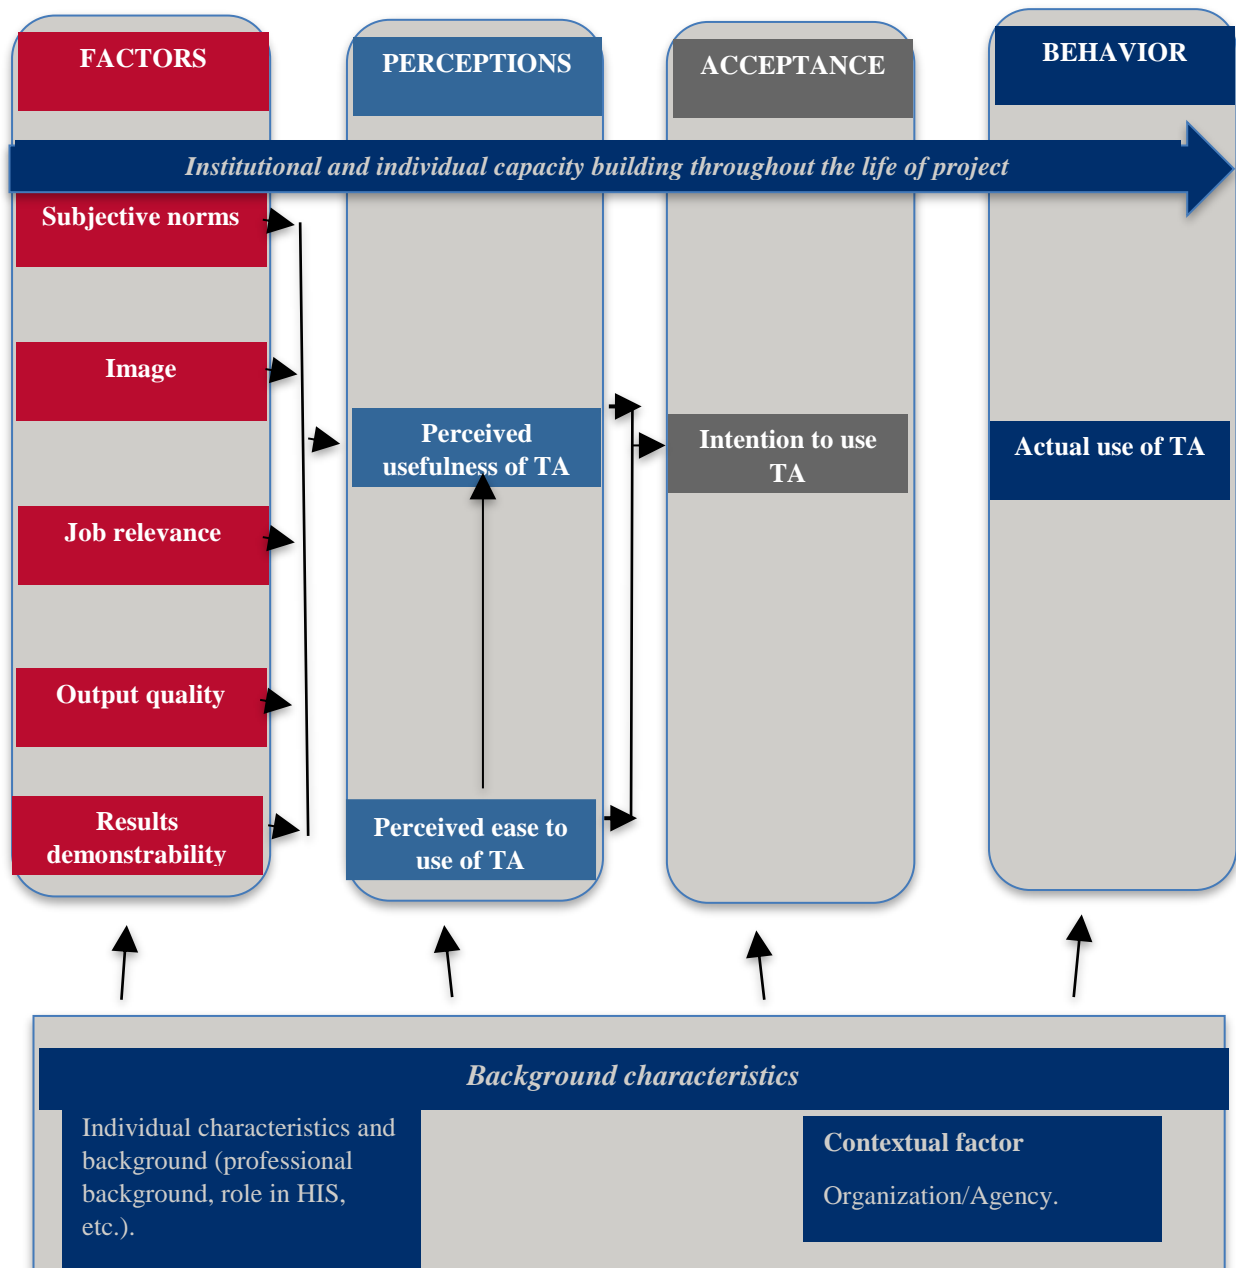 FACTORS
PERCEPTIONS
ACCEPTANCE
BEHAVIOR
Institutional and individual capacity building throughout the life of project
Subjective norms
Image
Job relevance
Output quality
Results
demonstrability
Perceived
usefulness of TA
Perceived ease to
use of TA
Intention to use
TA
Actual use of TA
Background characteristics
Individual characteristics and
background (professional
background, role in HIS,
etc.).
Contextual factor
Organization/Agency.